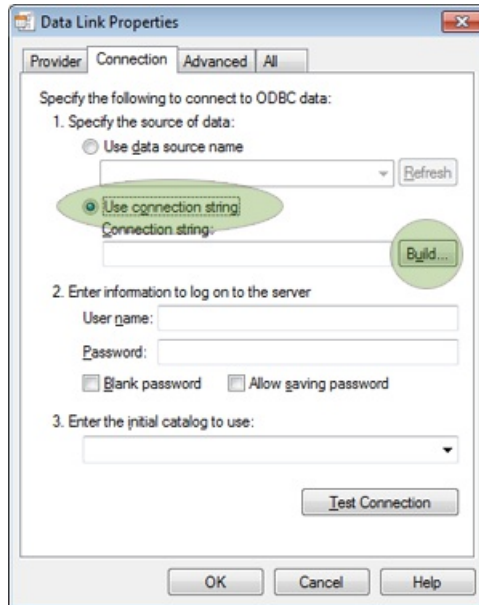 Data Link Properties
Provider Connection Advanced All
Specify the following to connect to ODBC data:
1. Specify the source of data:
Use data source name
Refresh
Use connection string
Connection string:
Build...
2. Enter information to log on to the server
User name:
Password:
Blank password Allow saving password
3. Enter the initial catalog to use:
Test Connection
OK Cancel Help